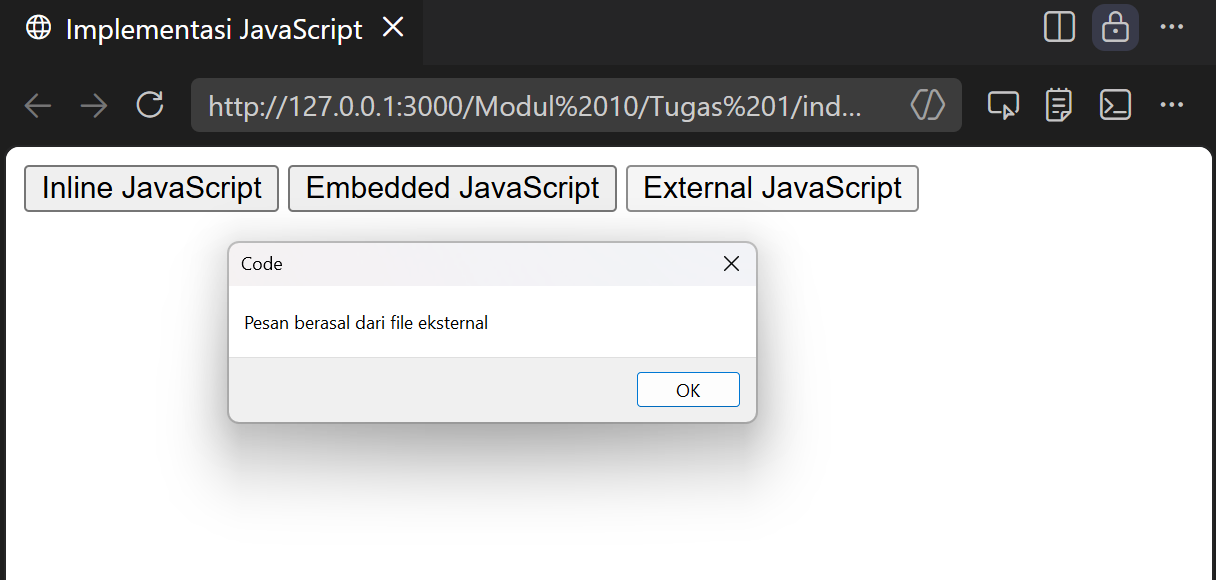 Implementasi JavaScript
http://127.0.0.1:3000/Modul%2010/Tugas%201/ind...
Inline JavaScript Embedded JavaScript External JavaScript
Code
Pesan berasal dari file eksternal
OK